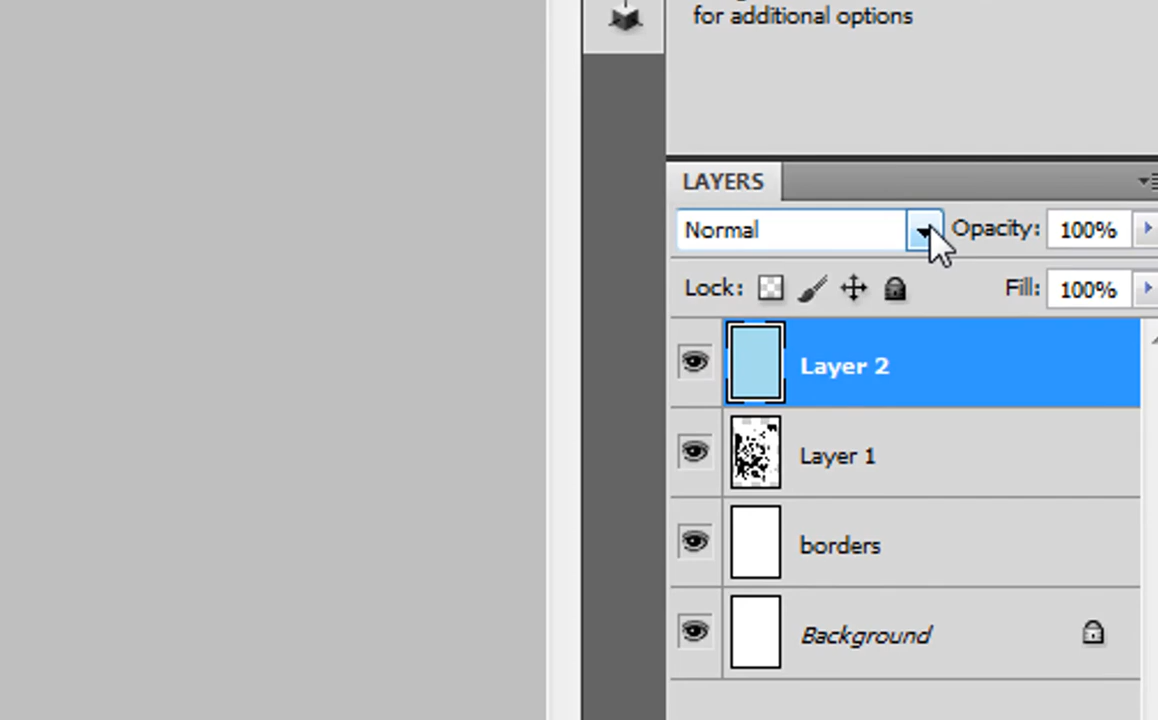 for additional options
LAYERS
Normal Opacity: 100%
Lock: Fill: 100%
Layer 2
Layer 1
borders
Background